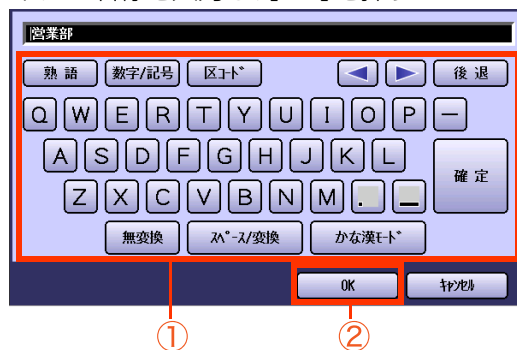 営業部
熟語 数字/記号 区ｺｰﾄﾞ ◀ ▶ 後退
Q W E R T Y U I O P ー
A S D F G H J K L 確定
Z X C V B N M . _
無変換 ｽﾍﾟｰｽ/変換 かな漢ﾓｰﾄﾞ
OK ｷｬﾝｾﾙ
① ②